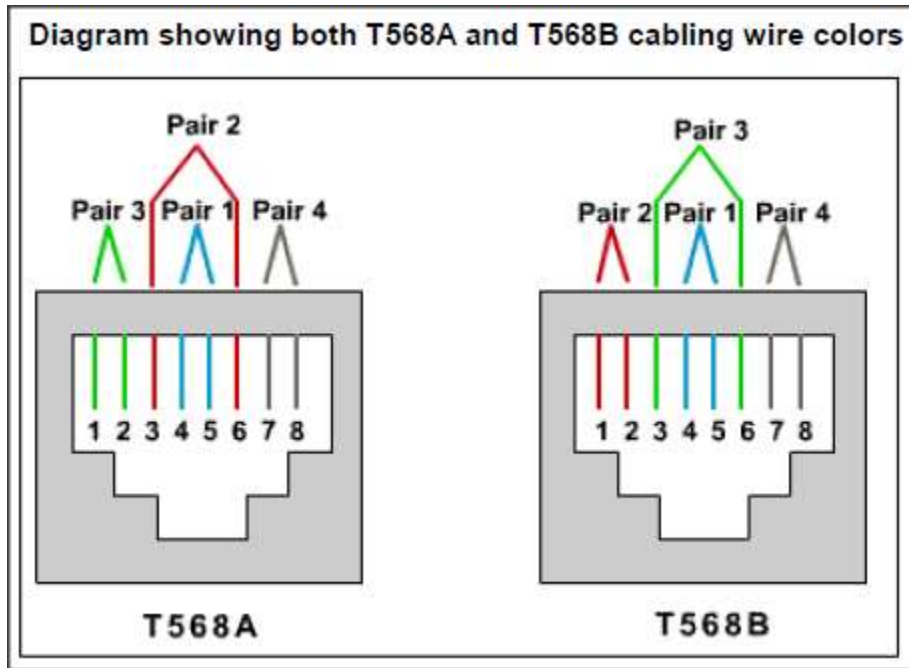 Diagram showing both T568A and T568B cabling wire colors
Pair 2
Pair 3 Pair 1 Pair 4
1 2 3 4 5 6 7 8
T568A
Pair 3
Pair 2 Pair 1 Pair 4
1 2 3 4 5 6 7 8
T568B